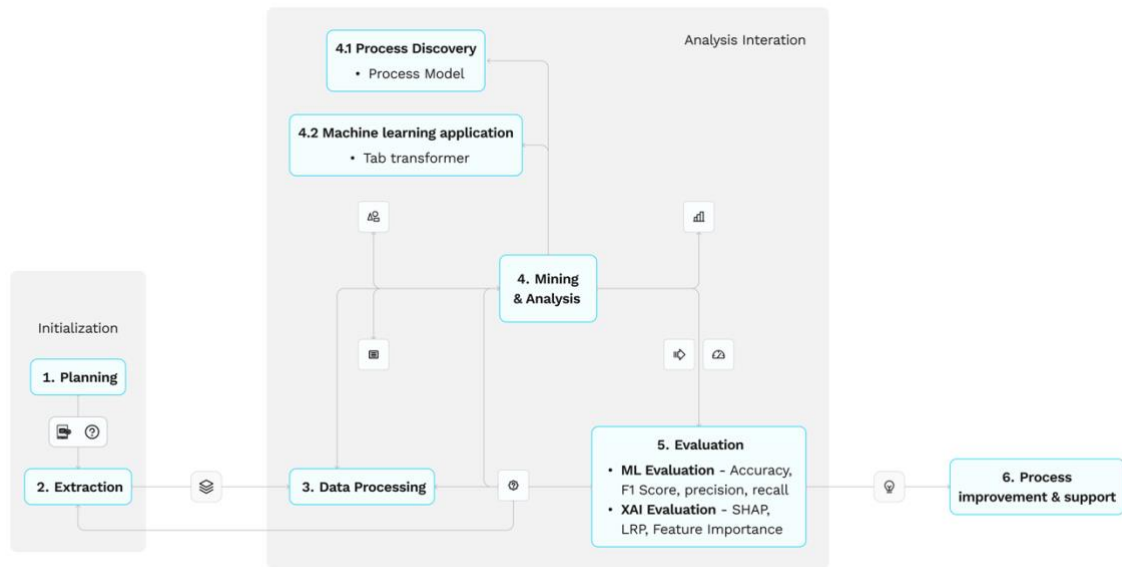 Analysis Interation
4.1 Process Discovery
• Process Model
4.2 Machine learning application
• Tab transformer
4. Mining
& Analysis
Initialization
1. Planning
2. Extraction
3. Data Processing
5. Evaluation
• ML Evaluation - Accuracy,
F1 Score, precision, recall
• XAI Evaluation - SHAP,
LRP, Feature Importance
6. Process
improvement & support